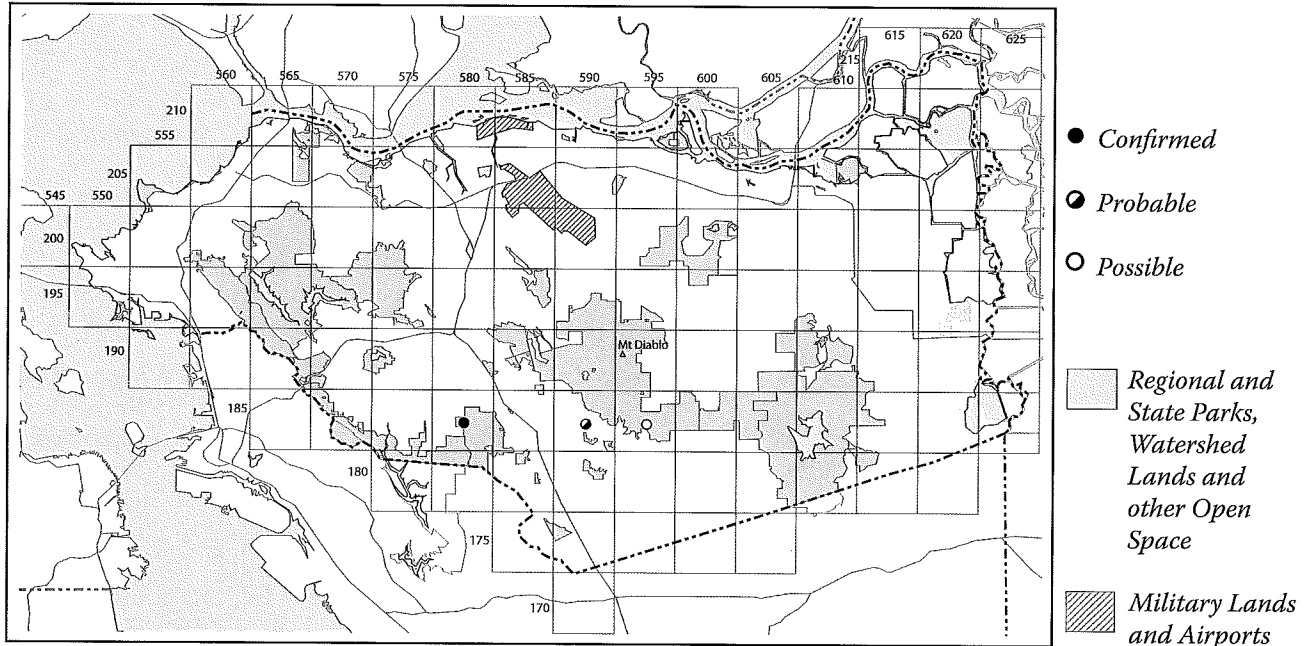 615 620 625
560 565 570 575 580 585 590 595 600 605 610 215
210
555
205
545 550
200
195
190
Mt Diablo
185
180
175
170
Confirmed
Probable
Possible
Regional and
State Parks,
Watershed
Lands and
other Open
Space
Military Lands
and Airports